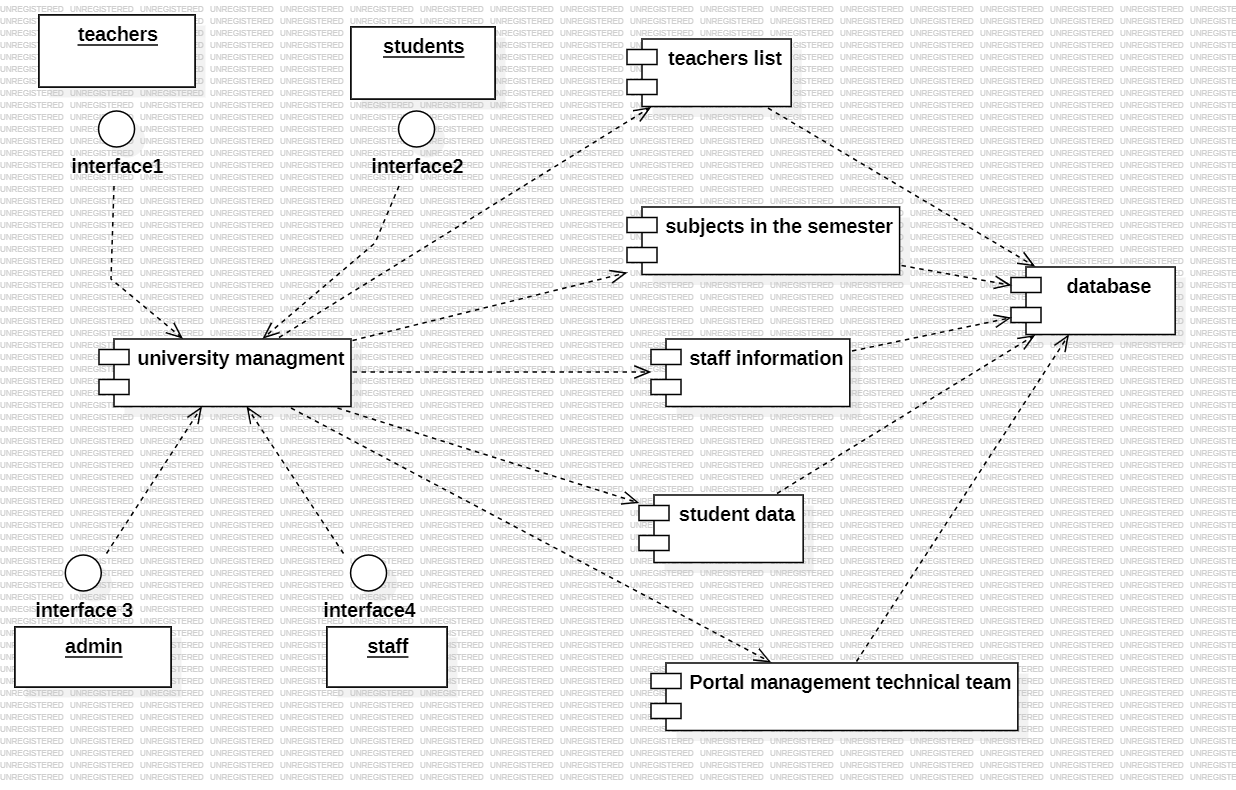 teachers
students
teachers list
interface1
interface2
subjects in the semester
database
university managment
staff information
student data
interface 3
interface4
admin
staff
Portal management technical team
UNREGISTERED